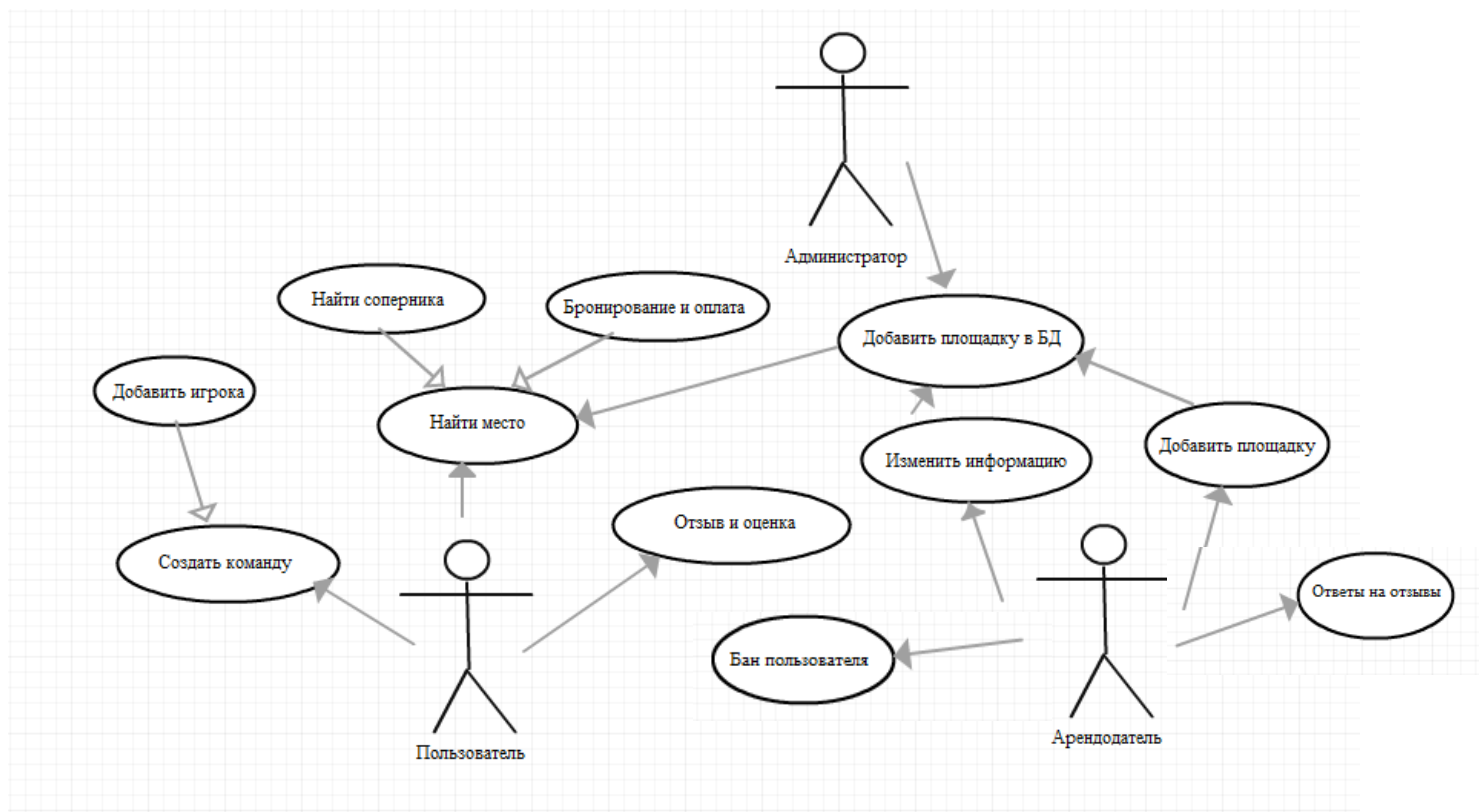 Администратор
Найти соперника
Бронирование и оплата
Добавить площадку в БД
Добавить игрока
Найти место
Изменить информацию
Добавить площадку
Отзыв и оценка
Создать команду
Ответы на отзывы
Бан пользователя
Пользователь
Арендодатель